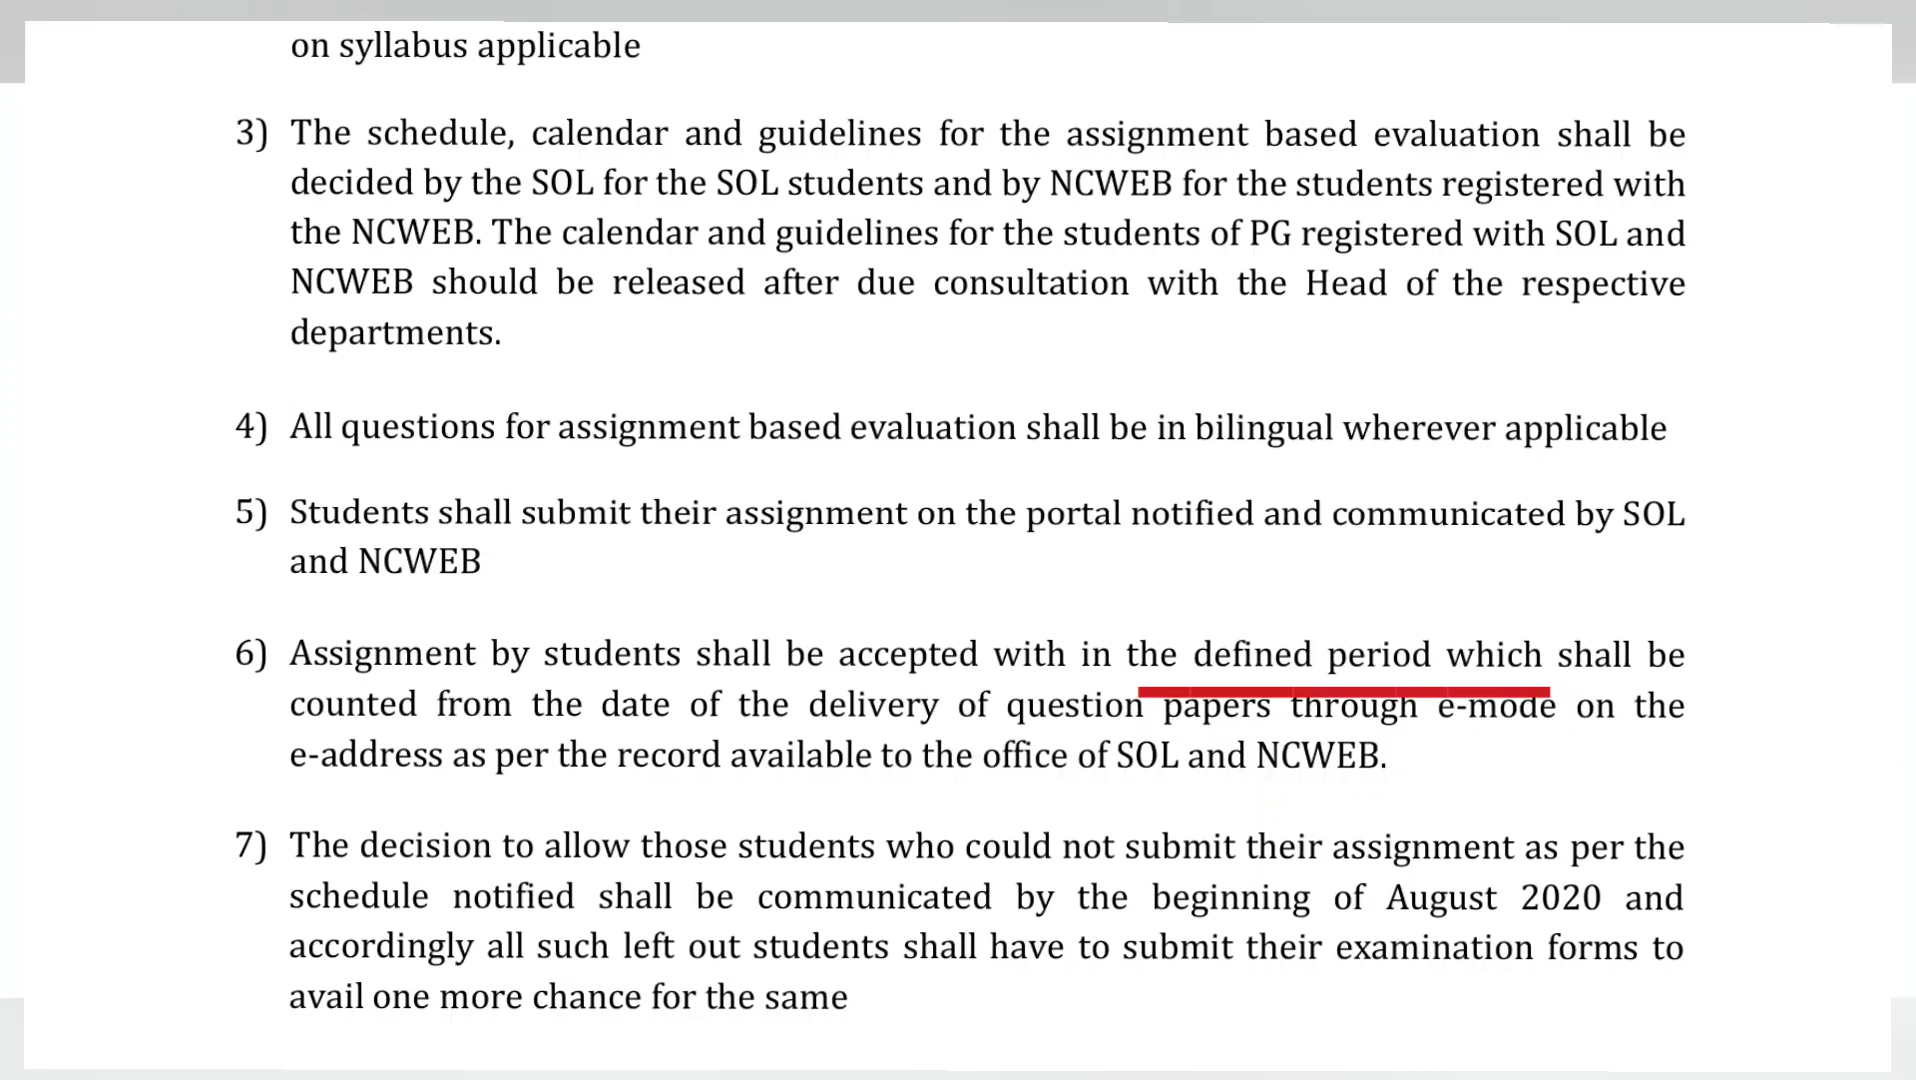 on syllabus applicable
3) The schedule, calendar and guidelines for the assignment based evaluation shall be
decided by the SOL for the SOL students and by NCWEB for the students registered with
the NCWEB. The calendar and guidelines for the students of PG registered with SOL and
NCWEB should be released after due consultation with the Head of the respective
departments.
4) All questions for assignment based evaluation shall be in bilingual wherever applicable
5) Students shall submit their assignment on the portal notified and communicated by SOL
and NCWEB
6) Assignment by students shall be accepted with in the defined period which shall be
counted from the date of the delivery of question papers through e-mode on the
e-address as per the record available to the office of SOL and NCWEB.
7) The decision to allow those students who could not submit their assignment as per the
schedule notified shall be communicated by the beginning of August 2020 and
accordingly all such left out students shall have to submit their examination forms to
avail one more chance for the same